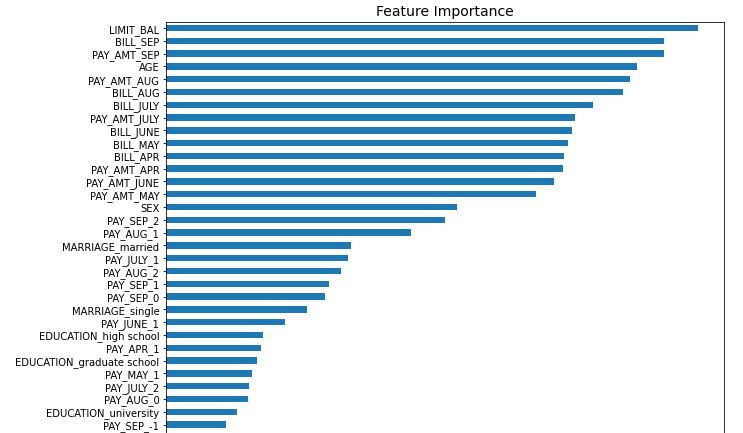 Feature Importance
LIMIT_BAL
BILL_SEP
PAY_AMT_SEP
AGE
PAY_AMT_AUG
BILL_AUG
BILL_JULY
PAY_AMT_JULY
BILL_JUNE
BILL_MAY
BILL_APR
PAY_AMT_APR
PAY_AMT_JUNE
PAY_AMT_MAY
SEX
PAY_SEP_2
PAY_AUG_1
MARRIAGE_married
PAY_JULY_1
PAY_AUG_2
PAY_SEP_1
PAY_SEP_0
MARRIAGE_single
PAY_JUNE_1
EDUCATION_high school
PAY_APR_1
EDUCATION_graduate school
PAY_MAY_1
PAY_JULY_2
PAY_AUG_0
EDUCATION_university
PAY_SEP_-1